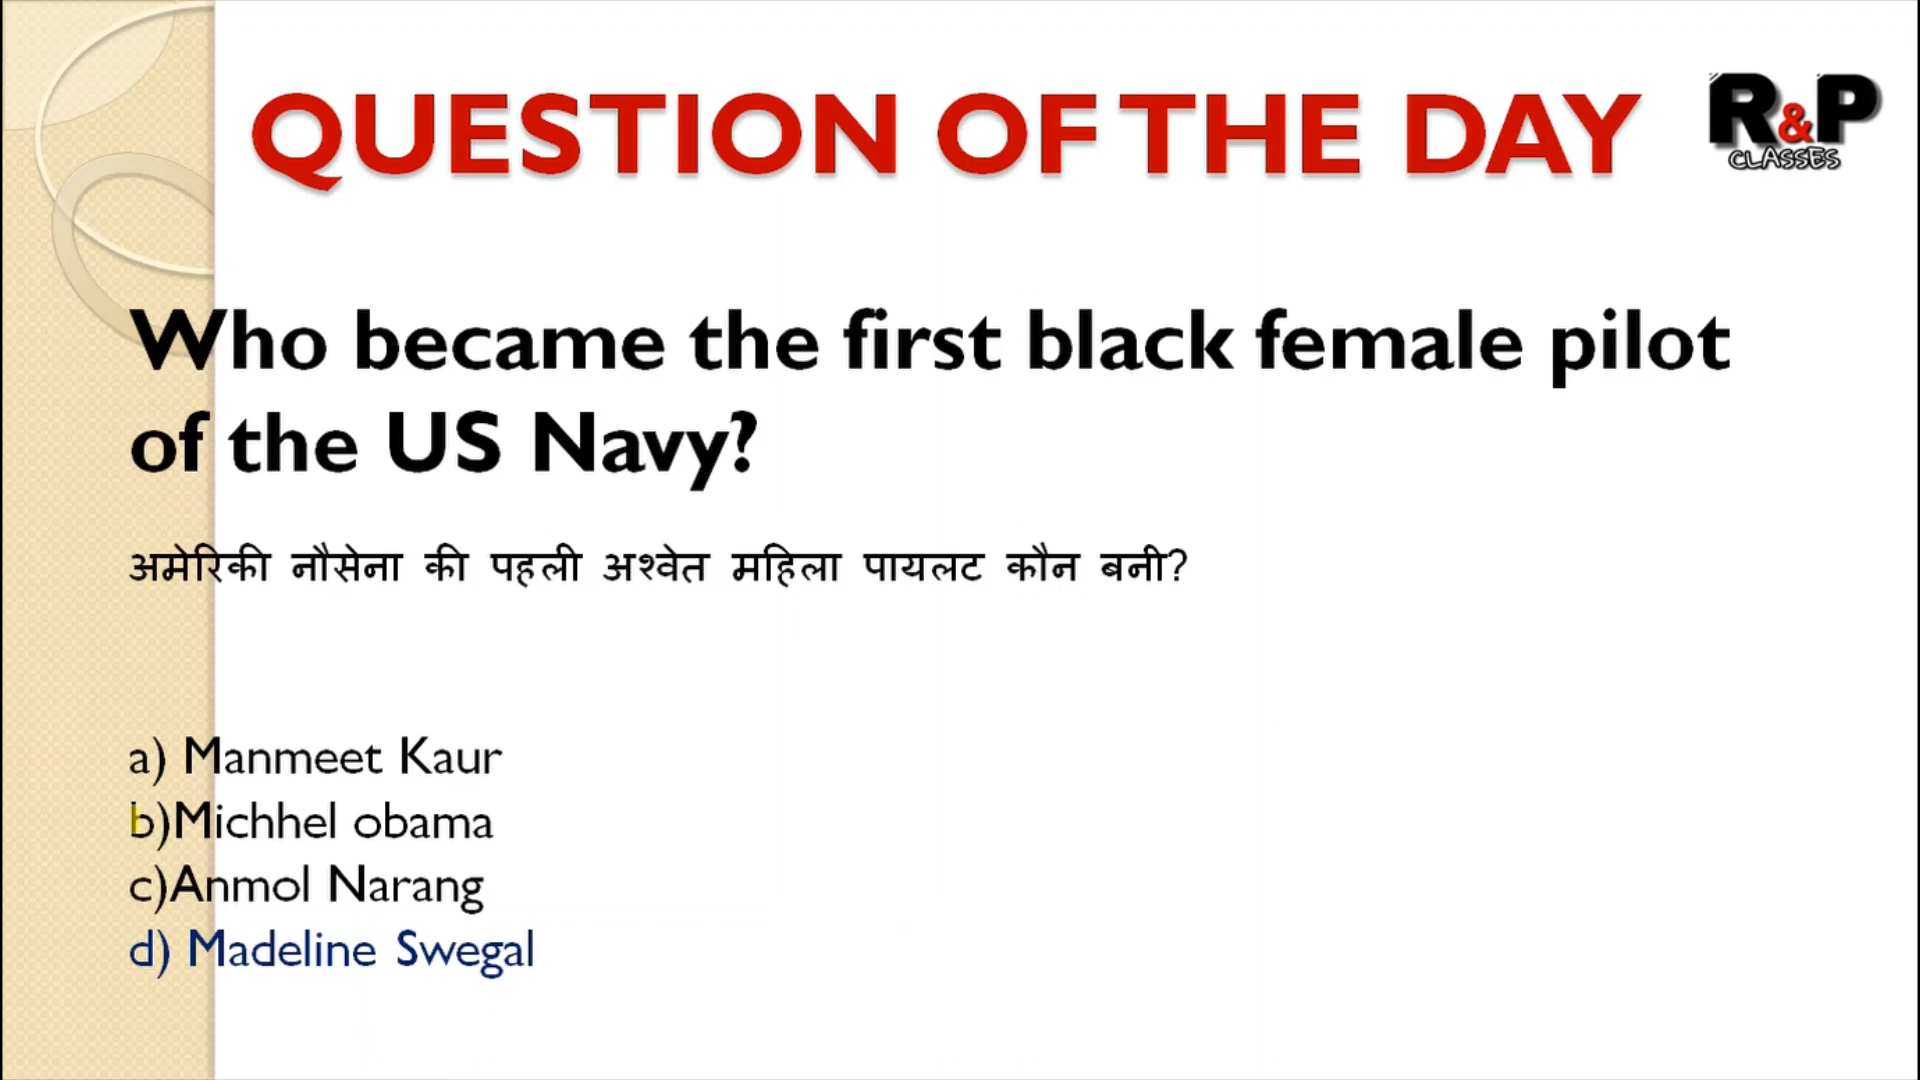 QUESTION OF THE DAY
R&P
CLASSES
Who became the first black female pilot
of the US Navy?
अमेरिकी नौसेना की पहली अश्वेत महिला पायलट कौन बनी?
a) Manmeet Kaur
b)Michhel obama
c)Anmol Narang
d) Madeline Swegal